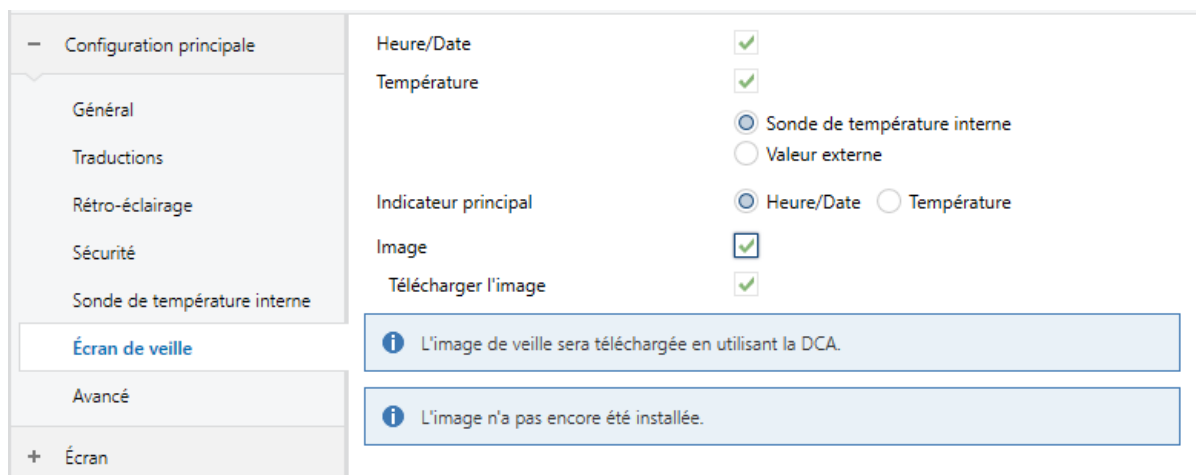 Configuration principale
Général
Traductions
Rétro-éclairage
Sécurité
Sonde de température interne
Écran de veille
Avancé
Écran
Heure/Date
Température
Sonde de température interne
Valeur externe
Indicateur principal Heure/Date Température
Image
Télécharger l'image
L'image de veille sera téléchargée en utilisant la DCA.
L'image n'a pas encore été installée.